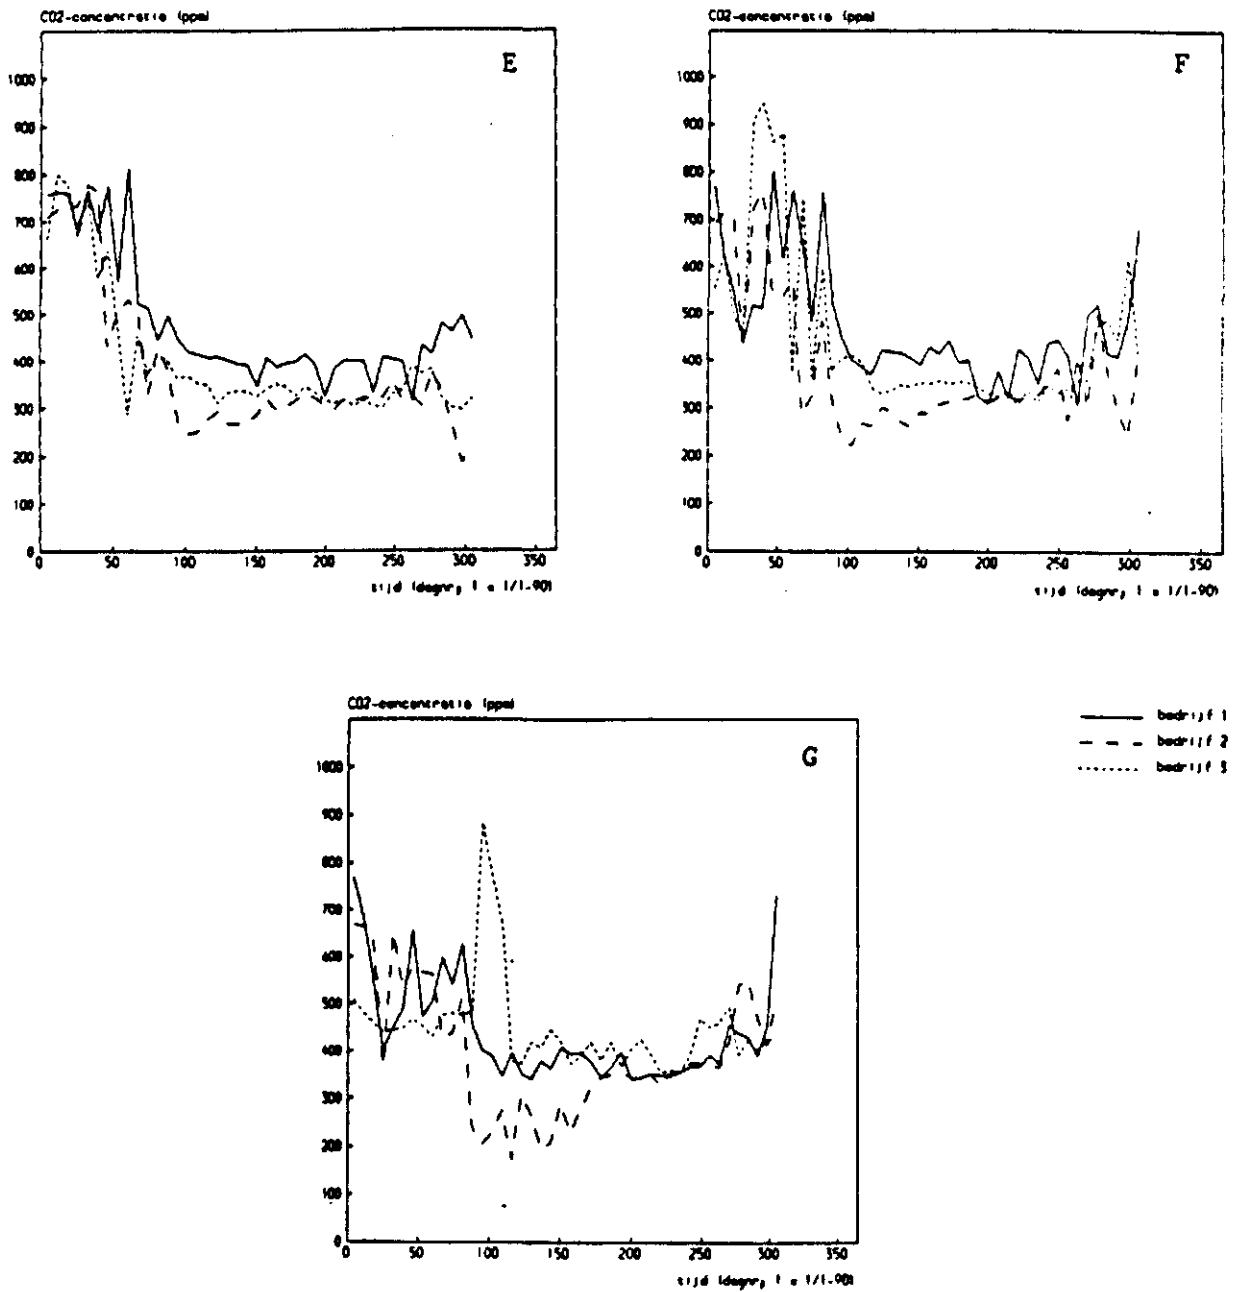 CO2-concentratie (ppm)
E
1000
900
800
700
600
500
400
300
200
100
0
0 50 100 150 200 250 300 350
tijd (dagnr, 1 = 1/1-90)
CO2-concentratie (ppm)
F
1000
900
800
700
600
500
400
300
200
100
0
0 50 100 150 200 250 300 350
tijd (dagnr, 1 = 1/1-90)
CO2-concentratie (ppm)
G
1000
900
800
700
600
500
400
300
200
100
0
0 50 100 150 200 250 300 350
tijd (dagnr, 1 = 1/1-90)
bedrijf 1
bedrijf 2
bedrijf 3